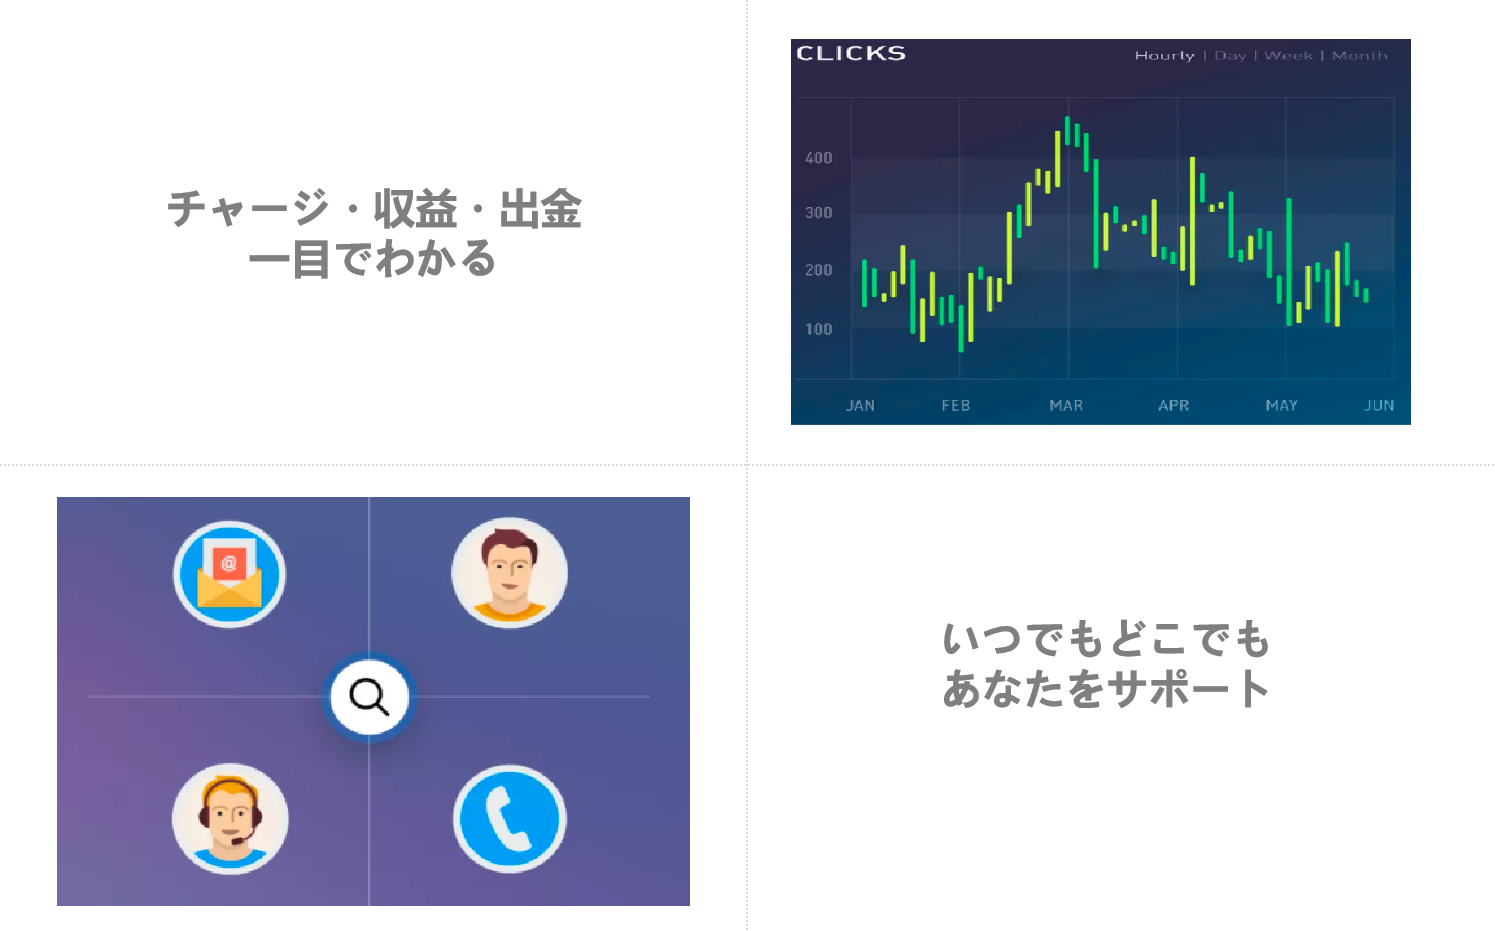 チャージ・収益・出金
一目でわかる
CLICKS
Hourly | Day | Week | Month
400
300
200
100
JAN FEB MAR APR MAY JUN
@
いつでもどこでも
あなたをサポート